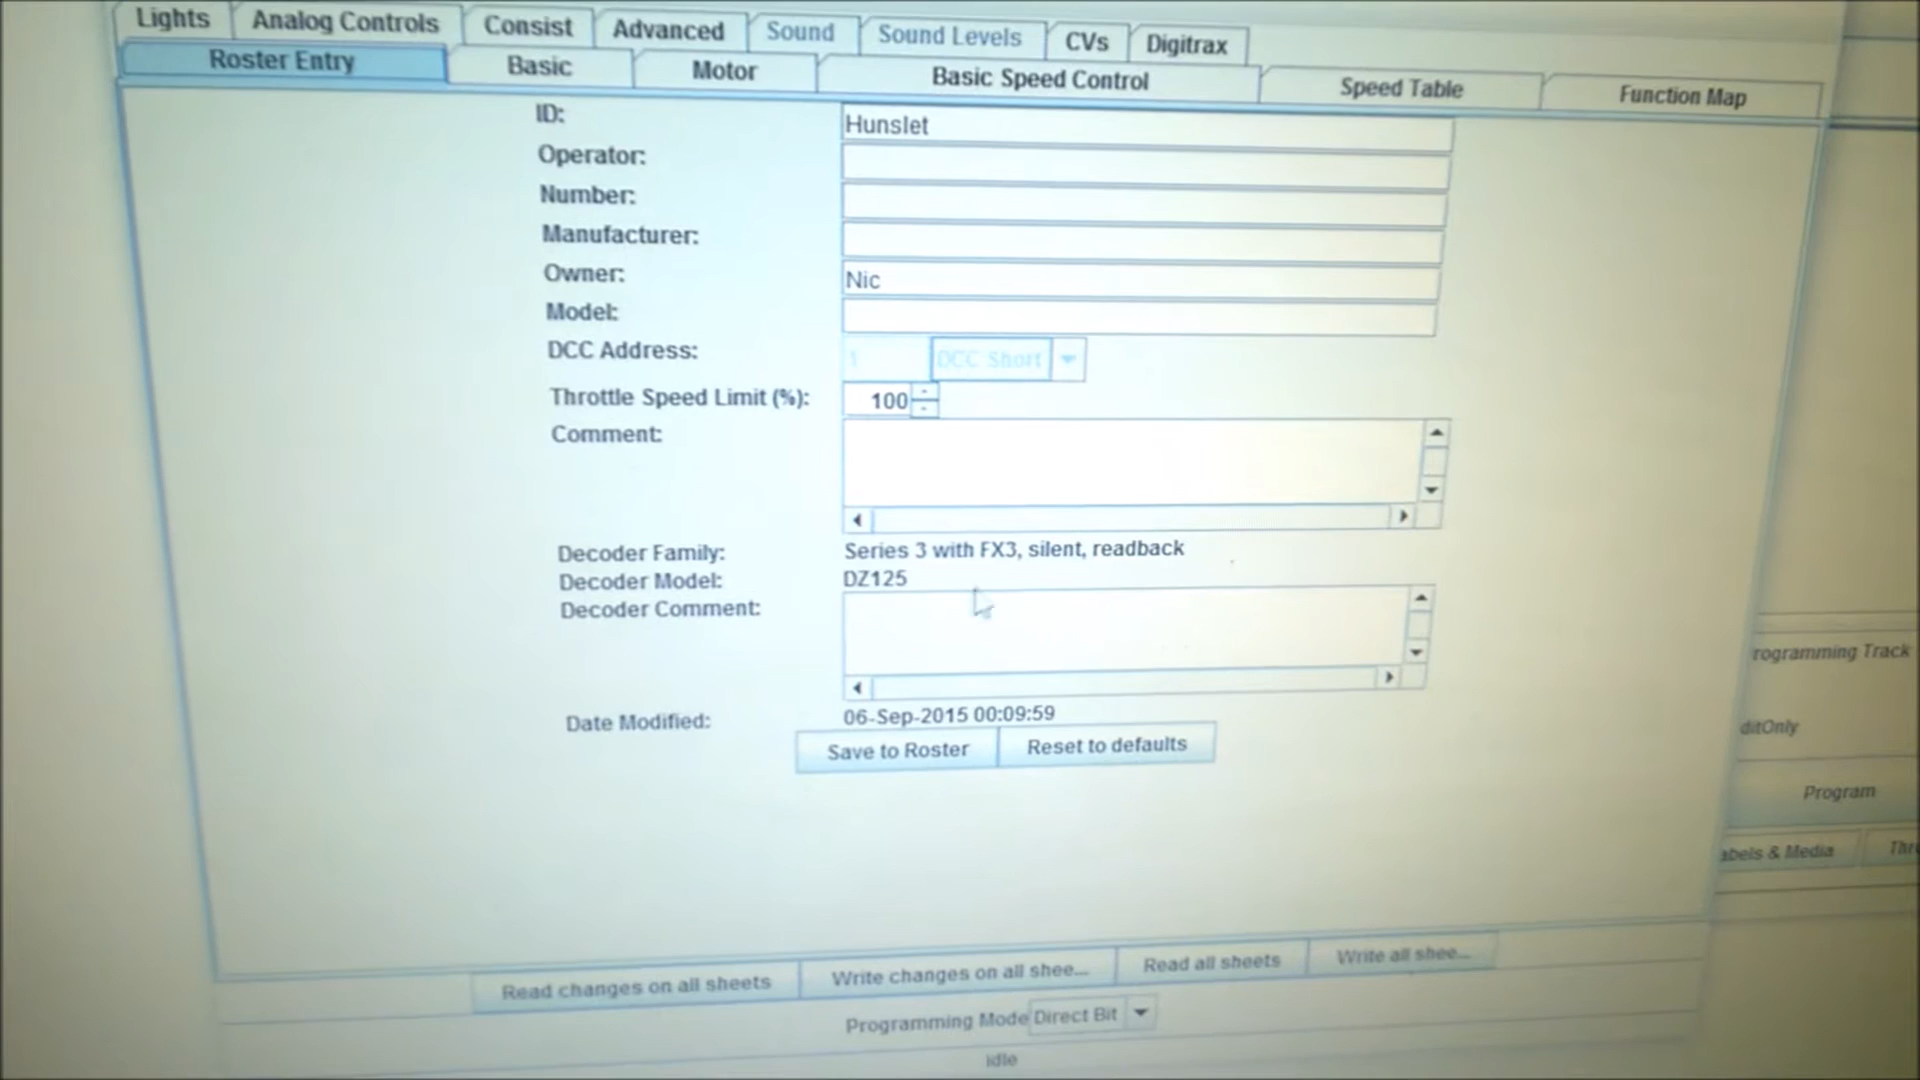 Lights Analog Controls Consist Advanced Sound Sound Levels CVs Digitrax
Roster Entry Basic Motor Basic Speed Control Speed Table Function Map
ID: Hunslet
Operator:
Number:
Manufacturer:
Owner: Nic
Model:
DCC Address: 1 DCC Short
Throttle Speed Limit (%): 100
Comment:
Decoder Family: Series 3 with FX3, silent, readback
Decoder Model: DZ125
Decoder Comment:
rogramming Track
Date Modified: 06-Sep-2015 00:09:59
ditOnly
Save to Roster Reset to defaults
Program
abels & Media Thr
Read changes on all sheets Write changes on all shee... Read all sheets Write all shee...
Programming Mode Direct Bit
idle